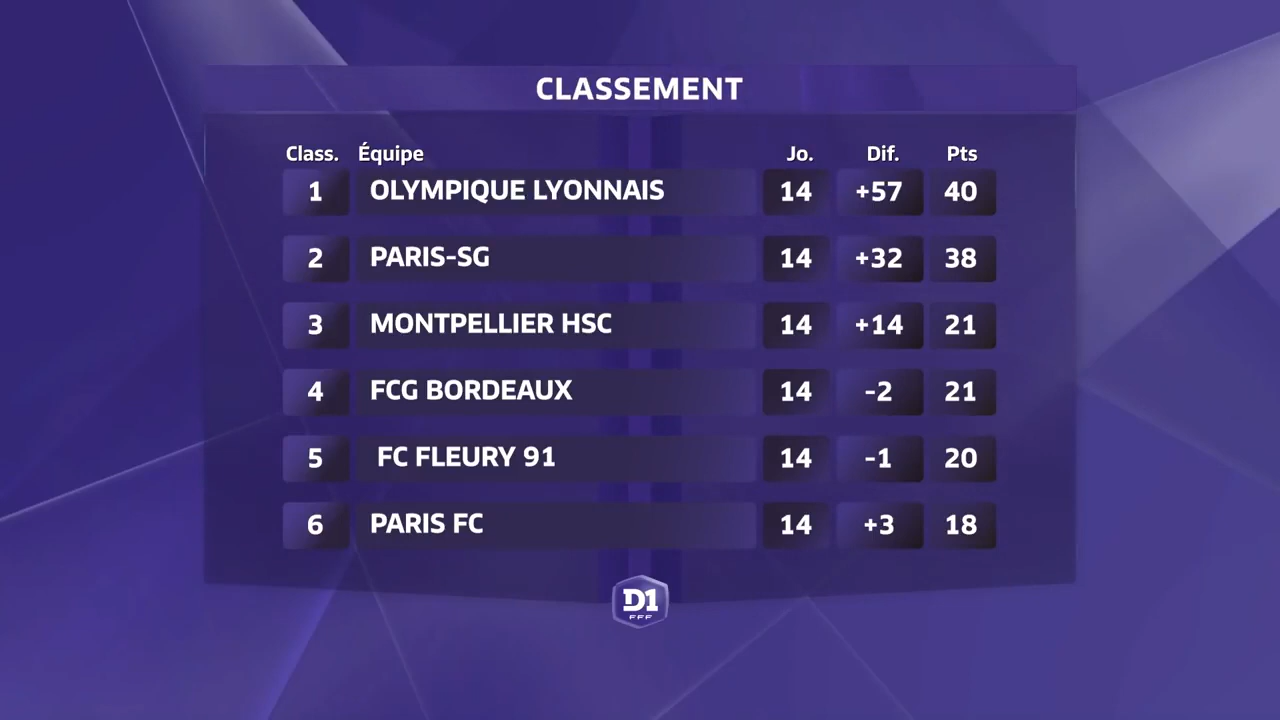 CLASSEMENT
Class. Équipe Jo. Dif. Pts
1 OLYMPIQUE LYONNAIS 14 +57 40
2 PARIS-SG 14 +32 38
3 MONTPELLIER HSC 14 +14 21
4 FCG BORDEAUX 14 -2 21
5 FC FLEURY 91 14 -1 20
6 PARIS FC 14 +3 18
D1
FFF